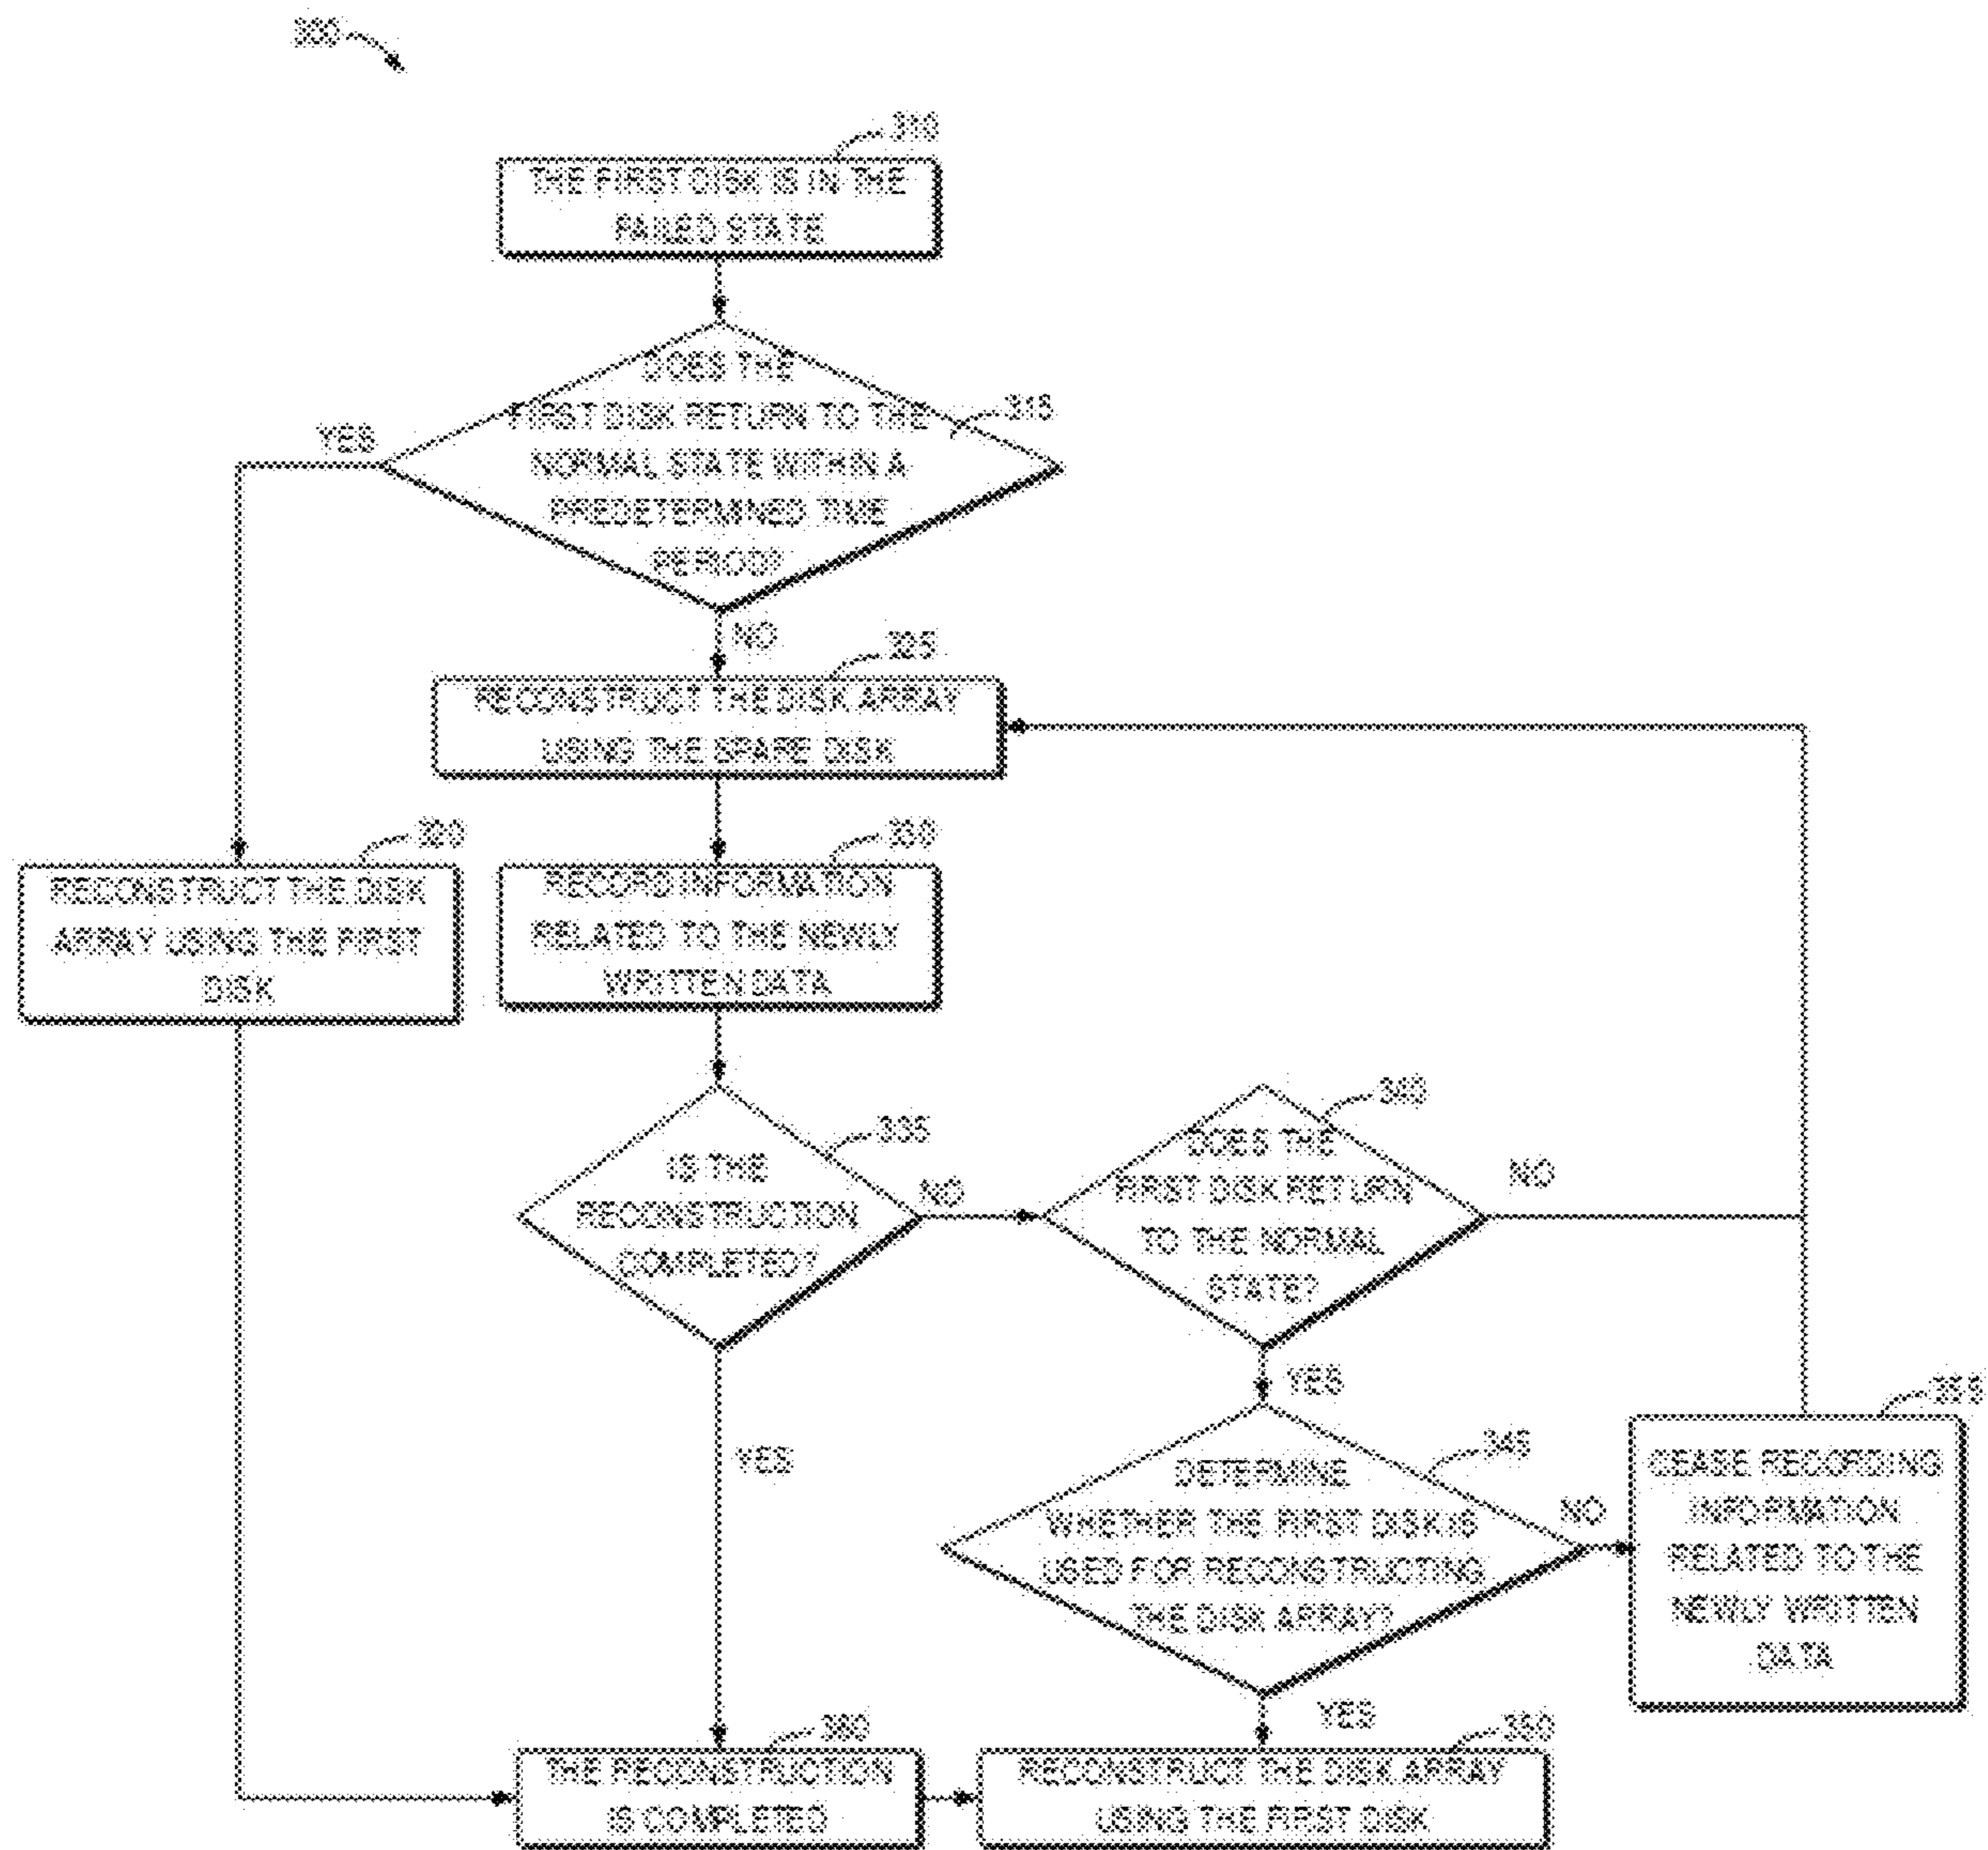 300
310
THE FIRST DISK IS IN THE
FAILED STATE
DOES THE
FIRST DISK RETURN TO THE
NORMAL STATE WITHIN A
PREDETERMINED TIME
PERIOD?
315
YES
NO
325
RECONSTRUCT THE DISK ARRAY
USING THE SPARE DISK
320
RECONSTRUCT THE DISK
ARRAY USING THE FIRST
DISK
330
RECORD INFORMATION
RELATED TO THE NEWLY
WRITTEN DATA
335
IS THE
RECONSTRUCTION
COMPLETED?
NO
YES
340
DOES THE
FIRST DISK RETURN
TO THE NORMAL
STATE?
NO
YES
345
DETERMINE
WHETHER THE FIRST DISK IS
USED FOR RECONSTRUCTING
THE DISK ARRAY?
NO
YES
355
CEASE RECORDING
INFORMATION
RELATED TO THE
NEWLY WRITTEN
DATA
360
THE RECONSTRUCTION
IS COMPLETED
350
RECONSTRUCT THE DISK ARRAY
USING THE FIRST DISK